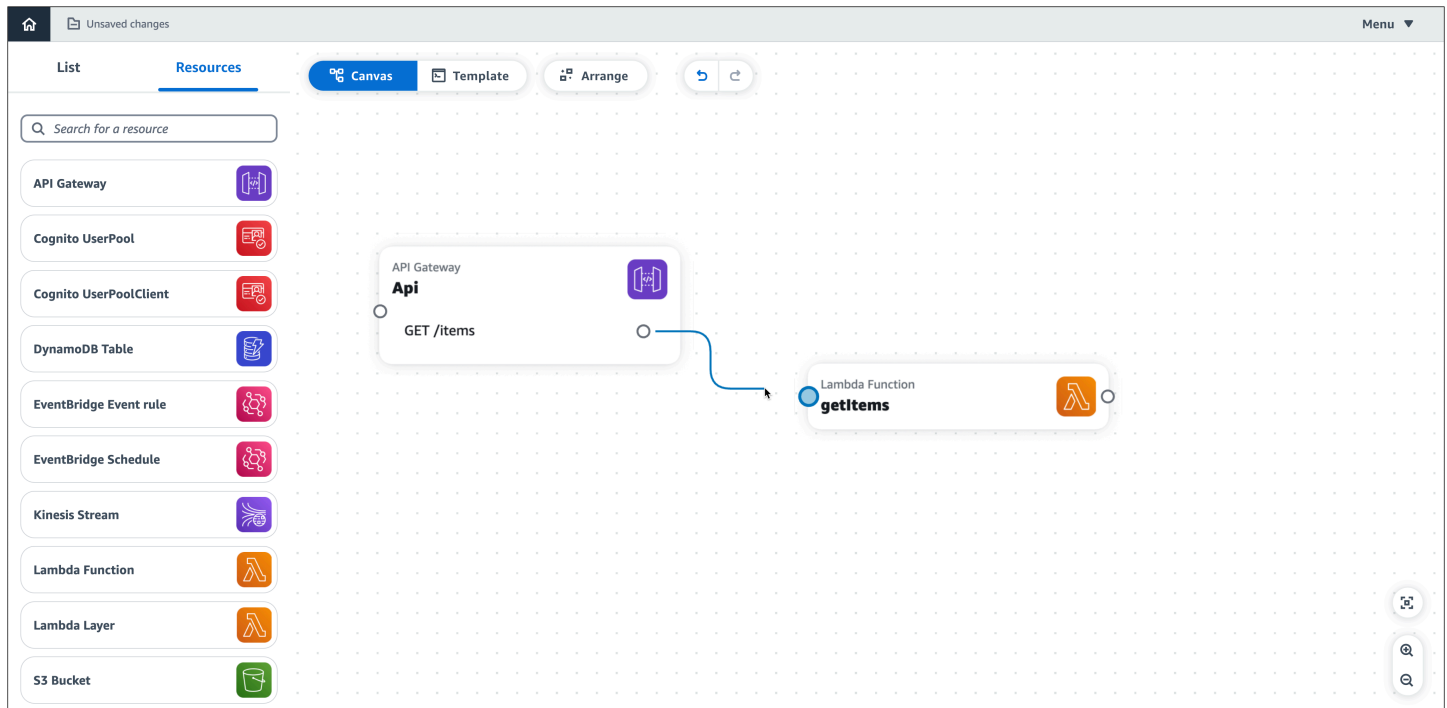 Unsaved changes
Menu
List
Resources
Canvas
Template
Arrange
Search for a resource
API Gateway
Cognito UserPool
Cognito UserPoolClient
DynamoDB Table
EventBridge Event rule
EventBridge Schedule
Kinesis Stream
Lambda Function
Lambda Layer
S3 Bucket
API Gateway
Api
GET /items
Lambda Function
getItems